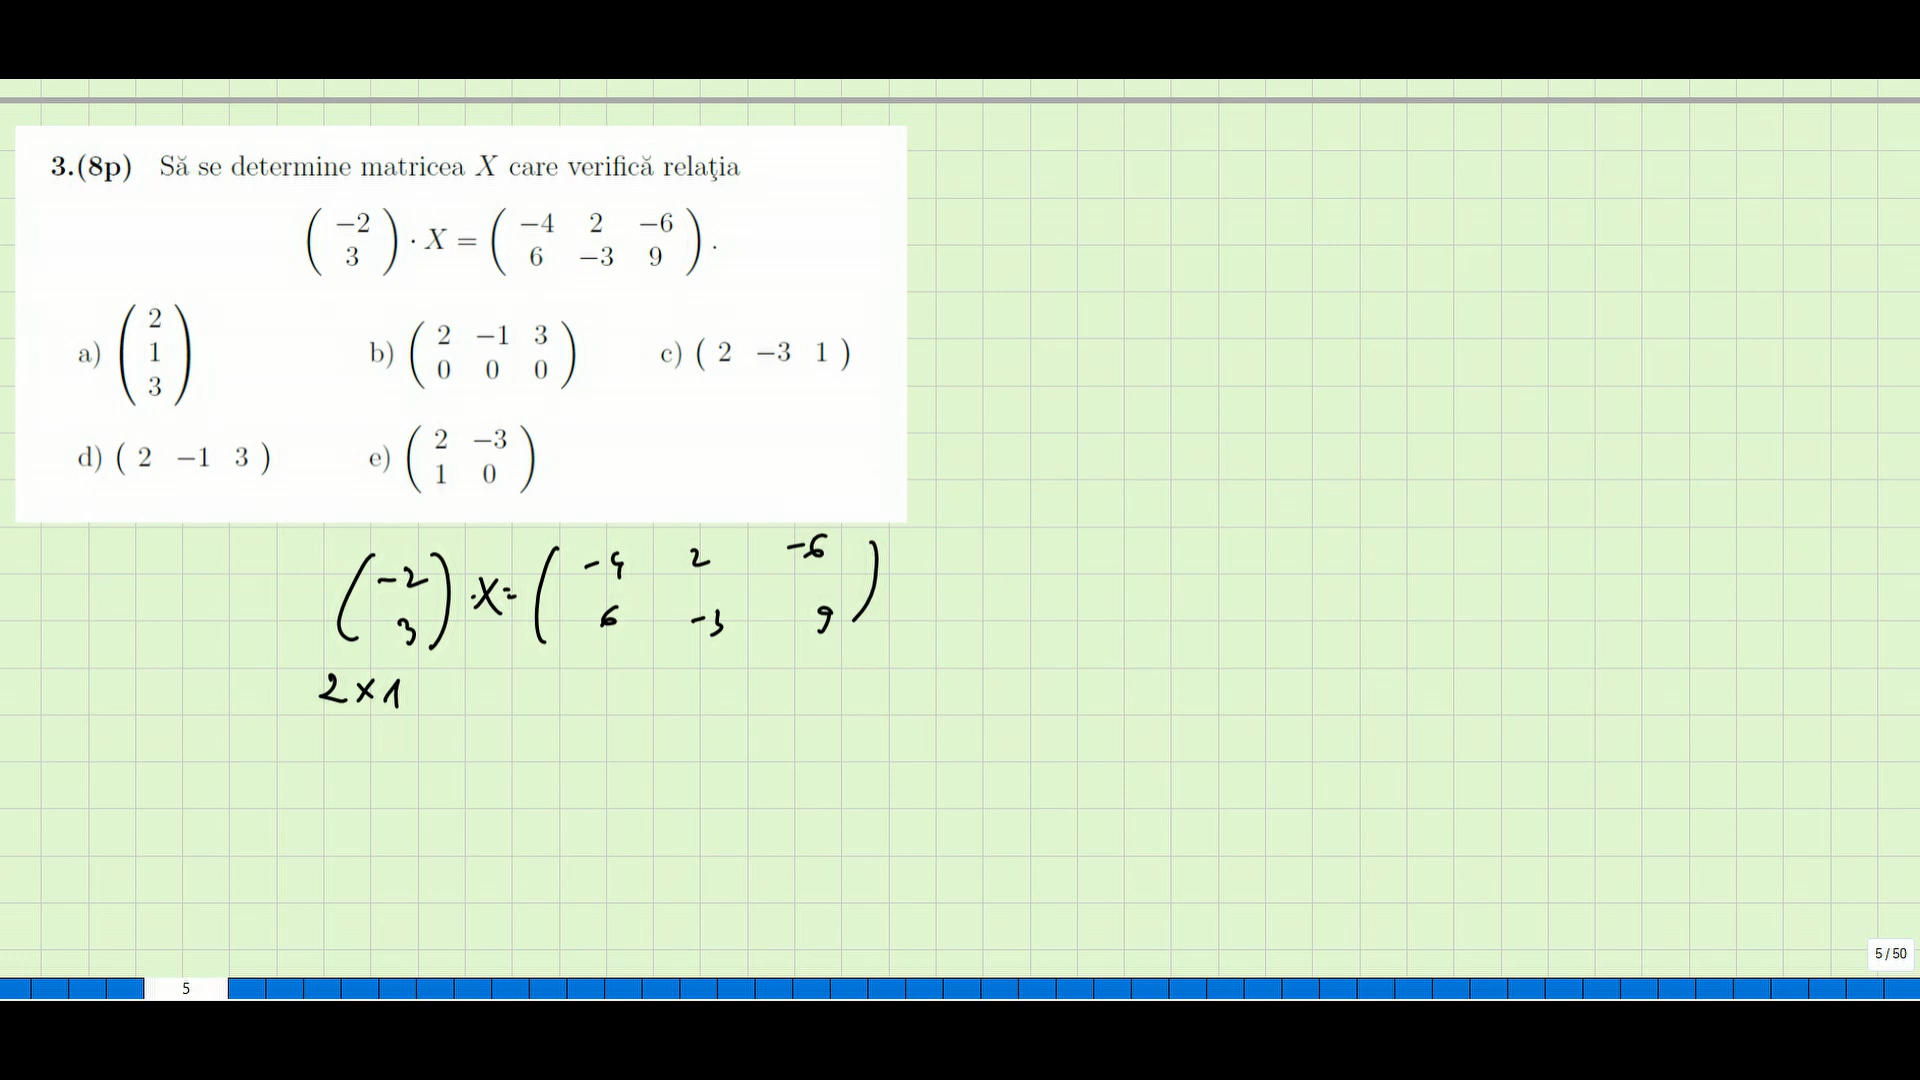 3.(8p) Să se determine matricea X care verifică relaţia
( −2 ) · X = ( −4 2 −6 ) .
3 6 −3 9
a) ( 2 1 3 ) b) ( 2 −1 3 c) ( 2 −3 1 )
0 0 0 )
d) ( 2 −1 3 ) e) ( 2 −3
1 0 )
( -2 ) · X = ( -4 2 -6 )
3 6 -3 9
2 × 1
5 / 50
5